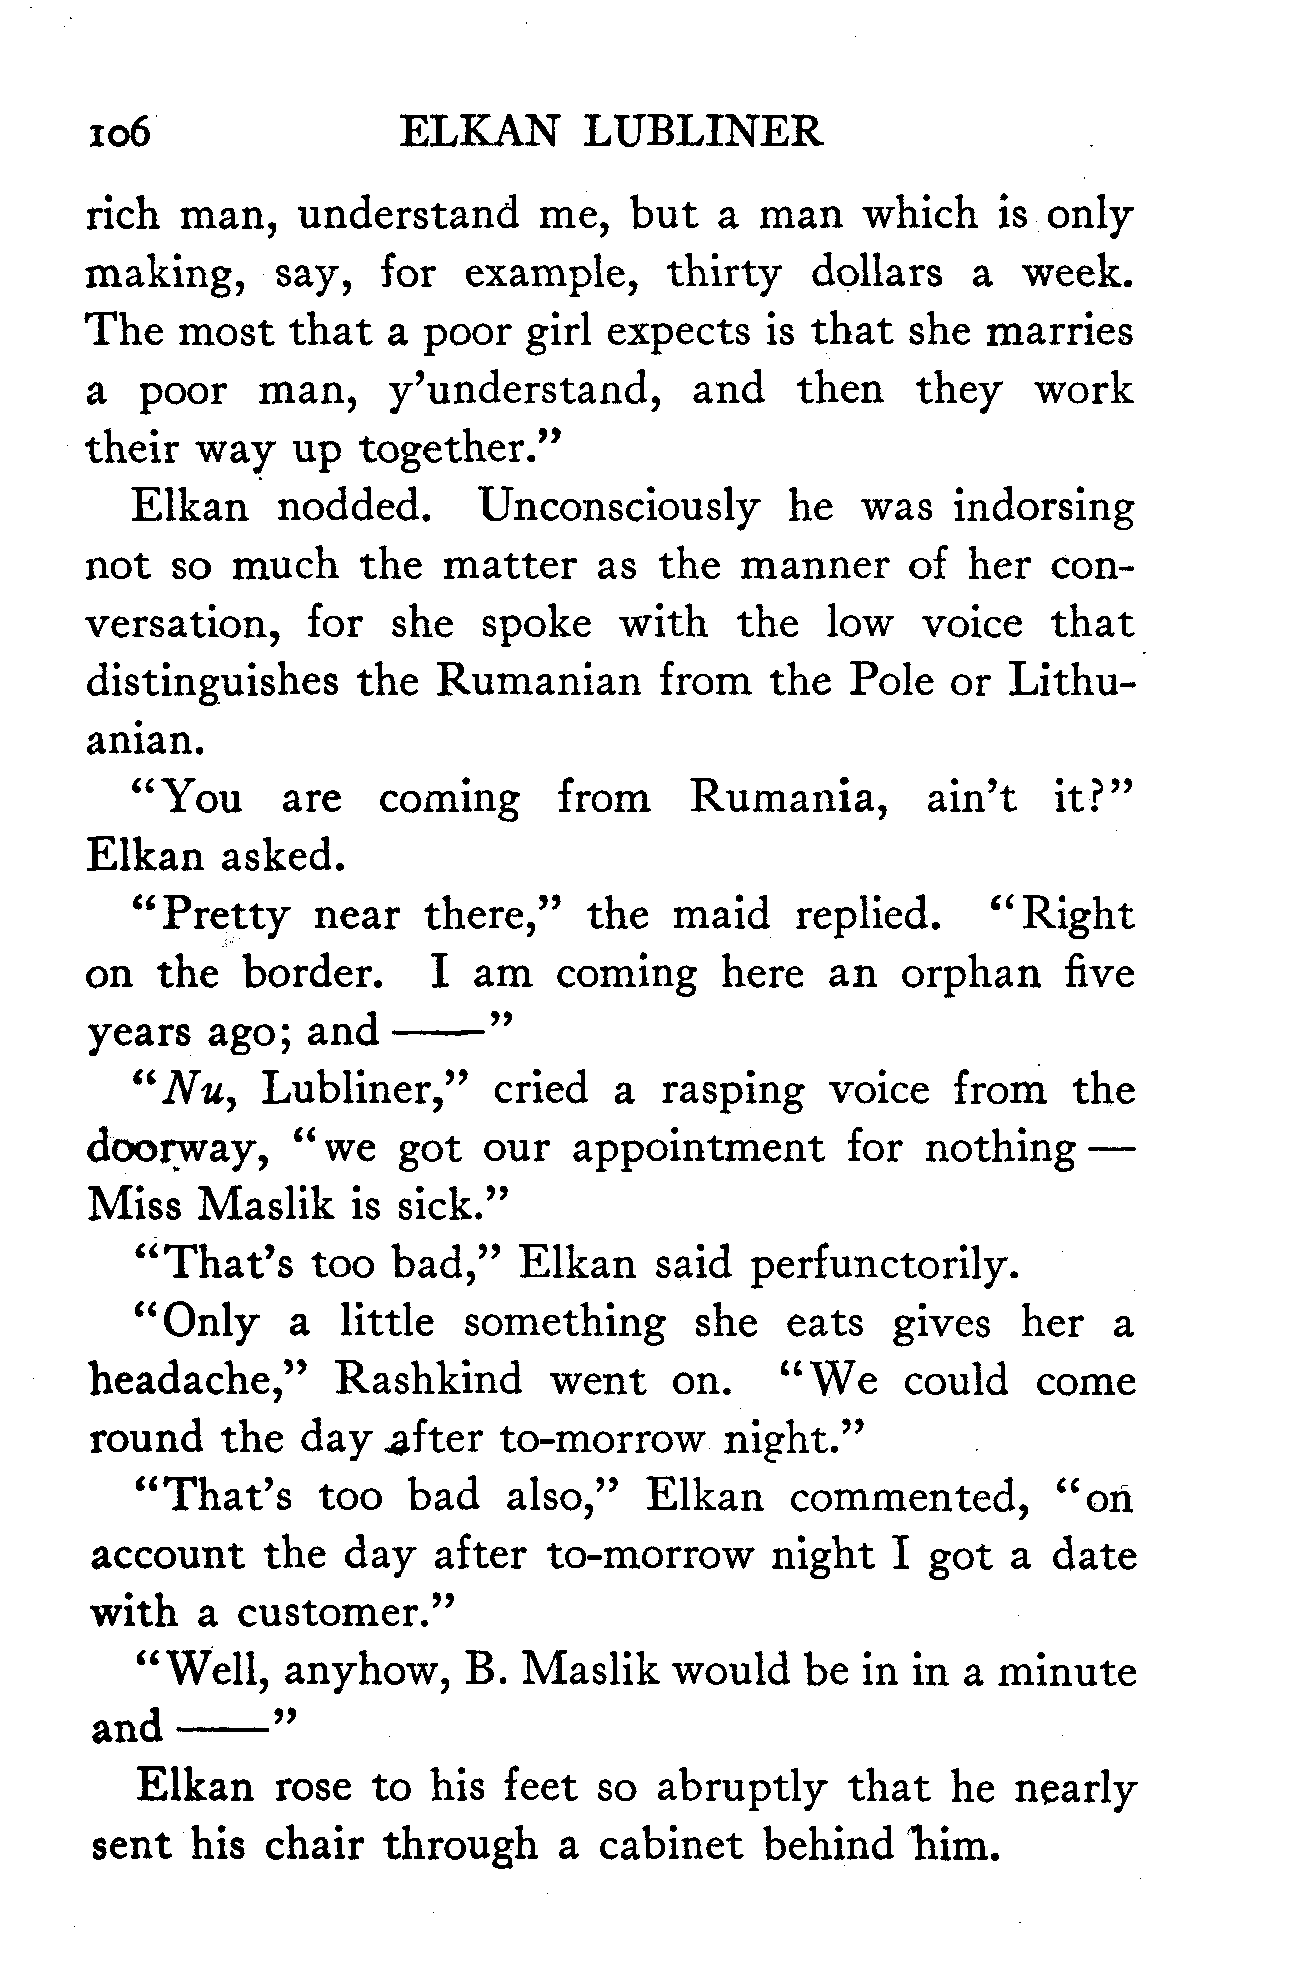 106 ELKAN LUBLINER
rich man, understand me, but a man which is only
making, say, for example, thirty dollars a week.
The most that a poor girl expects is that she marries
a poor man, y'understand, and then they work
their way up together."
Elkan nodded. Unconsciously he was indorsing
not so much the matter as the manner of her con-
versation, for she spoke with the low voice that
distinguishes the Rumanian from the Pole or Lithu-
anian.
"You are coming from Rumania, ain't it?"
Elkan asked.
"Pretty near there," the maid replied. "Right
on the border. I am coming here an orphan five
years ago; and ——"
"Nu, Lubliner," cried a rasping voice from the
doorway, "we got our appointment for nothing —
Miss Maslik is sick."
"That's too bad," Elkan said perfunctorily.
"Only a little something she eats gives her a
headache," Rashkind went on. "We could come
round the day after to-morrow night."
"That's too bad also," Elkan commented, "on
account the day after to-morrow night I got a date
with a customer."
"Well, anyhow, B. Maslik would be in in a minute
and ——"
Elkan rose to his feet so abruptly that he nearly
sent his chair through a cabinet behind him.